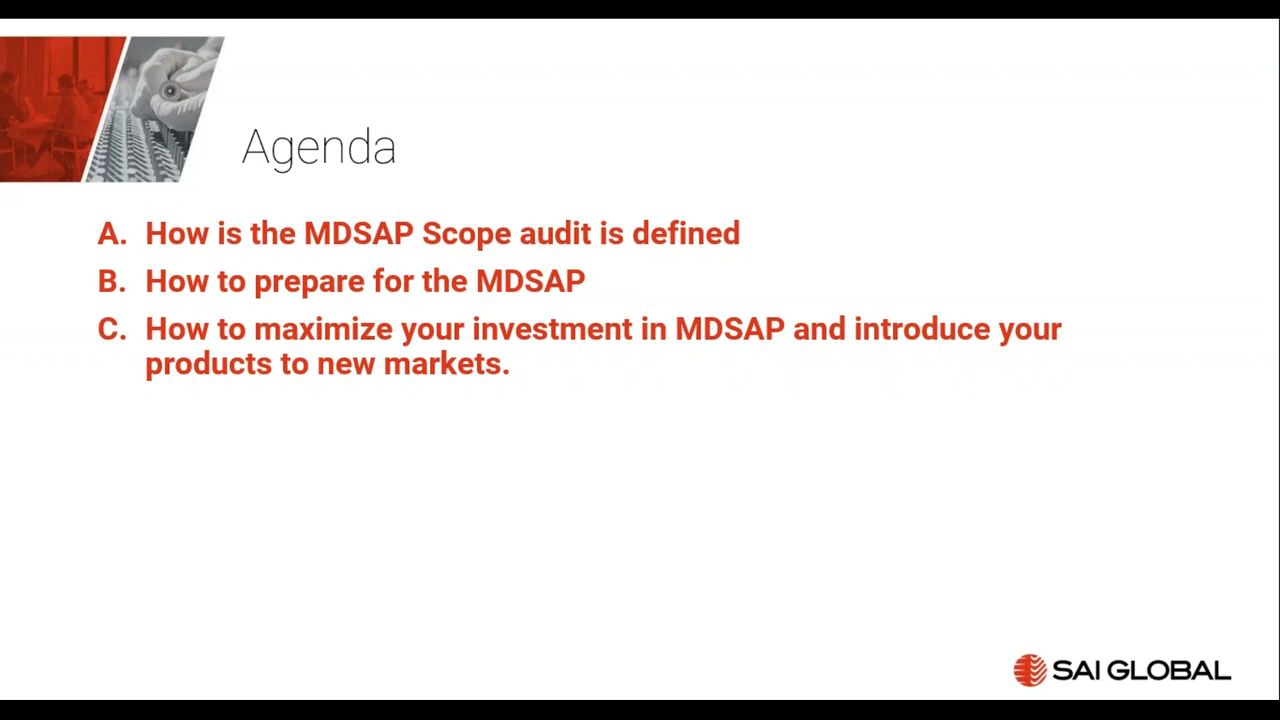 Agenda
A. How is the MDSAP Scope audit is defined
B. How to prepare for the MDSAP
C. How to maximize your investment in MDSAP and introduce your
products to new markets.
SAI GLOBAL